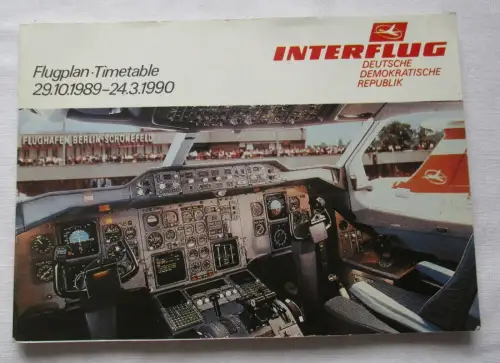 INTERFLUG
DEUTSCHE
DEMOKRATISCHE
REPUBLIK
Flugplan·Timetable
29.10.1989-24.3.1990
FLUGHAFEN BERLIN-SCHÖNEFELD